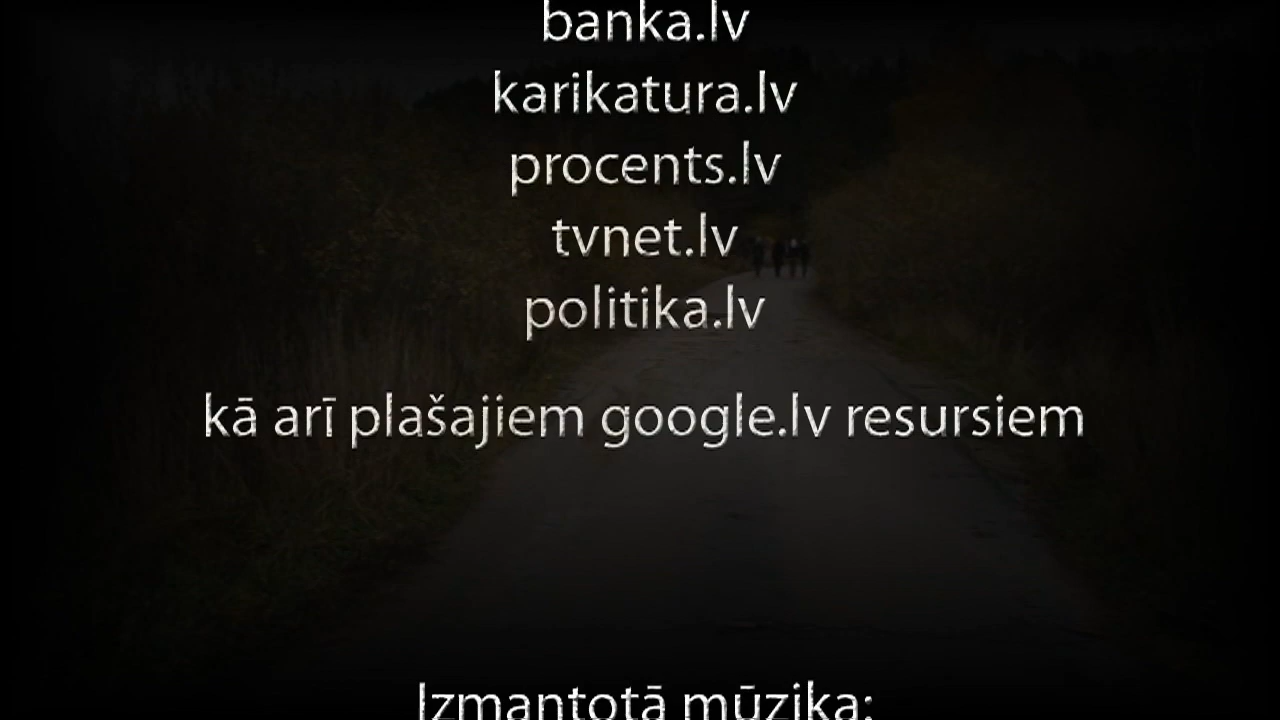 banka.lv
karikatura.lv
procents.lv
tvnet.lv
politika.lv
kā arī plašajiem google.lv resursiem
Izmantotā mūzika: